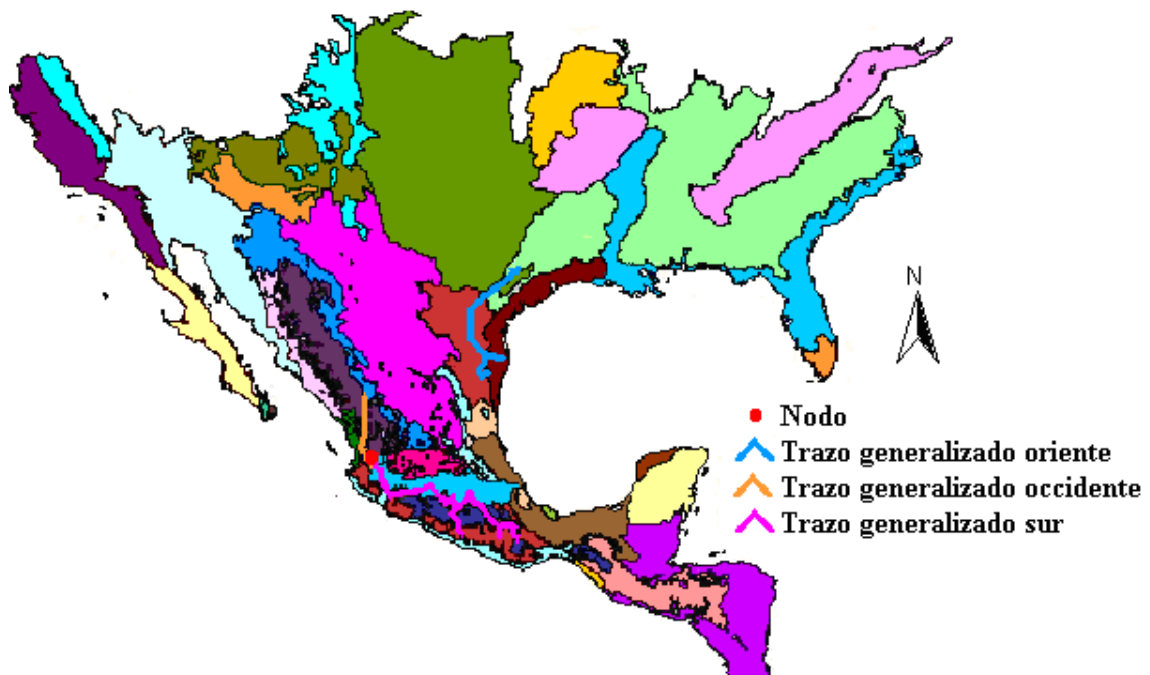 N
Nodo
Trazo generalizado oriente
Trazo generalizado occidente
Trazo generalizado sur